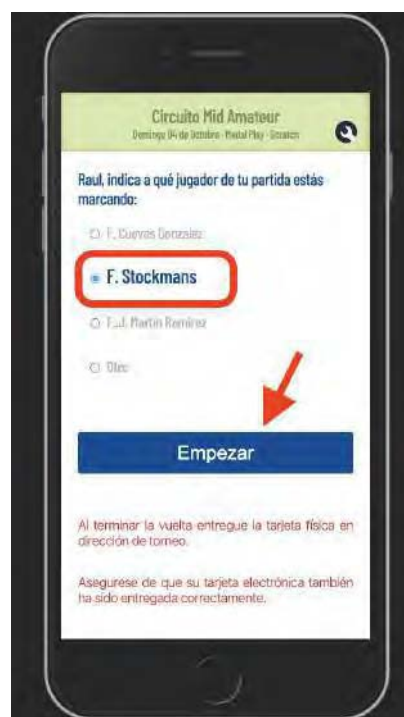 Circuito Mid Amateur
Domingo 04 de Octubre - Medal Play - Scratch
Raul, indica a qué jugador de tu partida estás
marcando:
F. Cuevas Gonzalez
F. Stockmans
F.J. Martin Ramirez
Otro
Empezar
Al terminar la vuelta entregue la tarjeta física en
dirección de torneo.
Asegurese de que su tarjeta electrónica también
ha sido entregada correctamente.